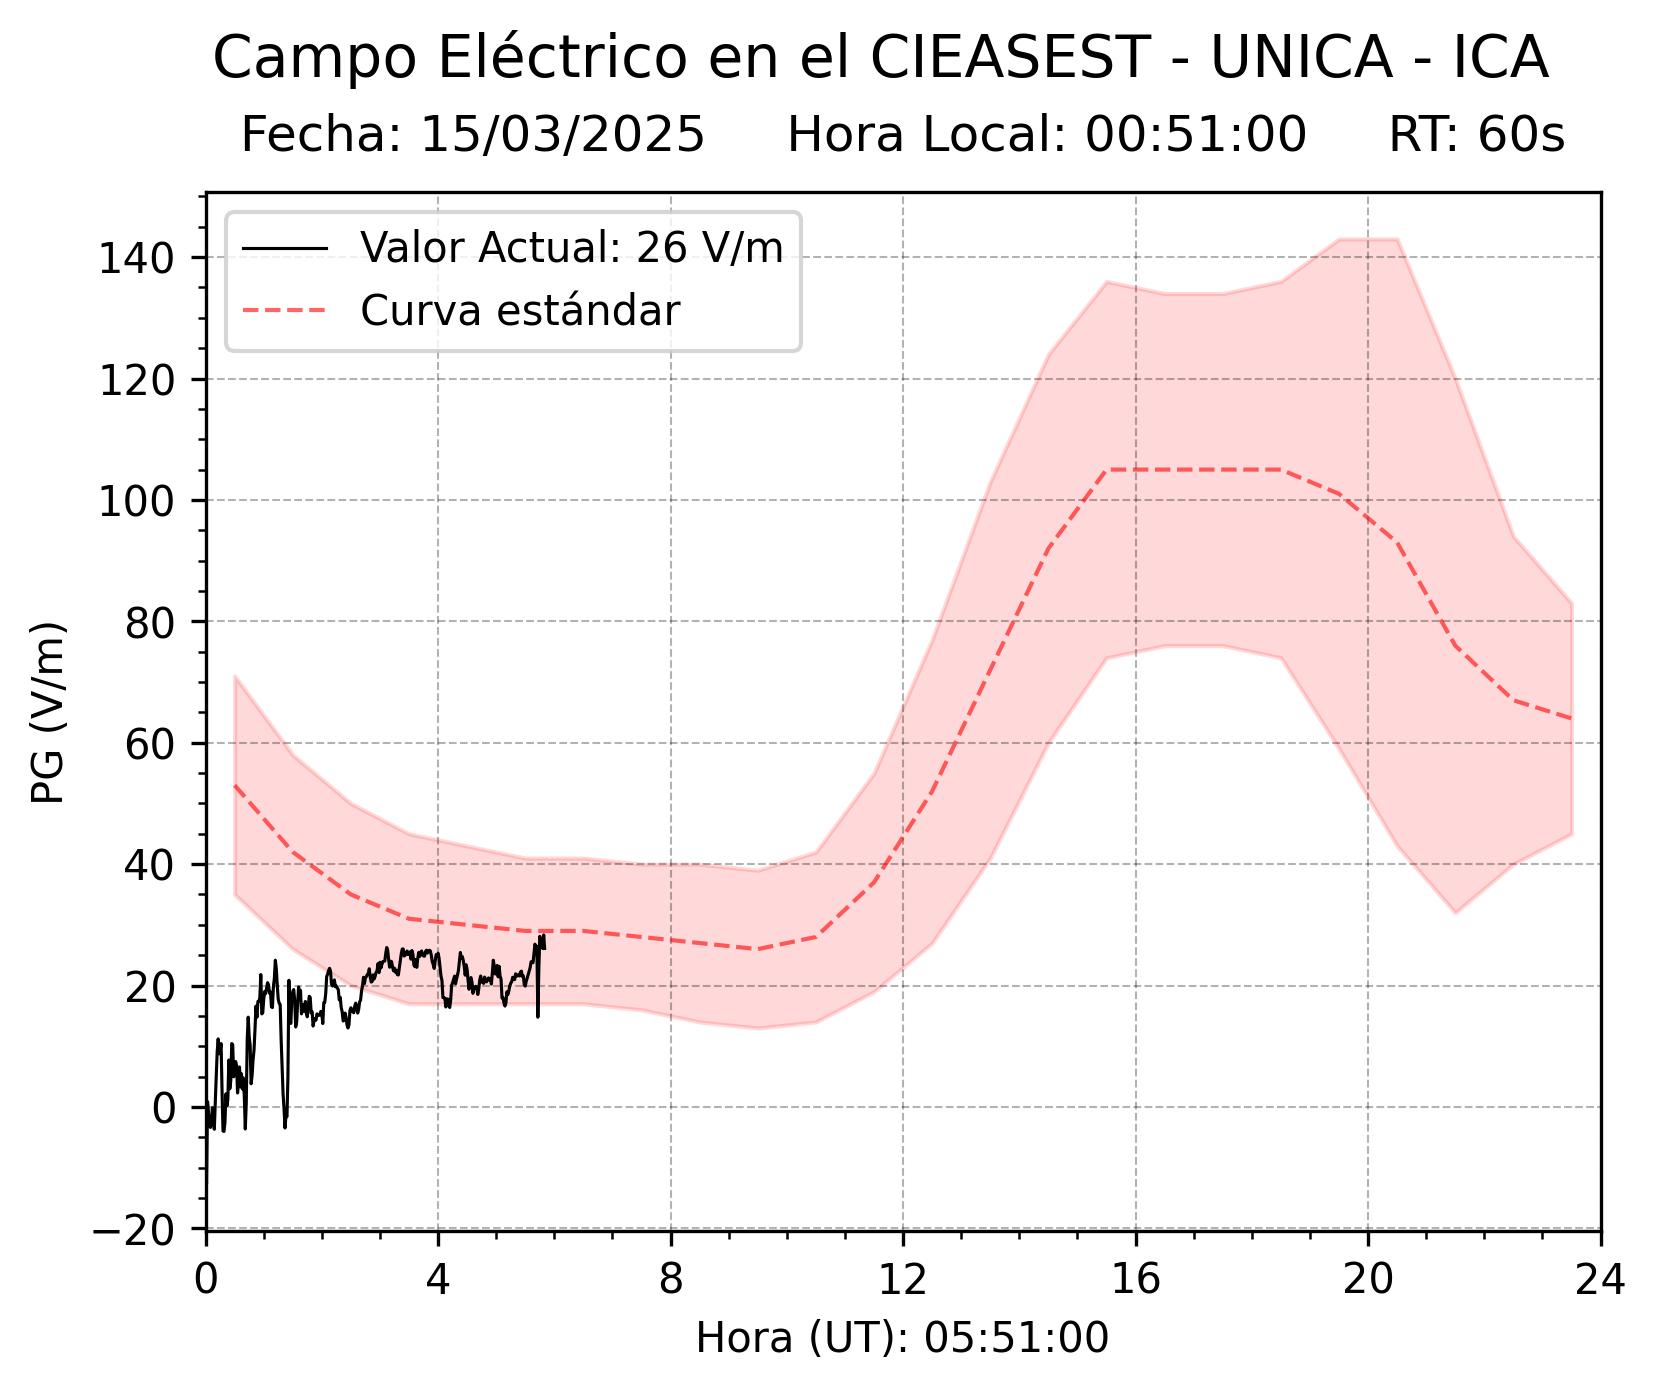 Campo Eléctrico en el CIEASEST - UNICA - ICA
Fecha: 15/03/2025 Hora Local: 00:51:00 RT: 60s
Valor Actual: 26 V/m
Curva estándar
PG (V/m)
140
120
100
80
60
40
20
0
−20
0 4 8 12 16 20 24
Hora (UT): 05:51:00